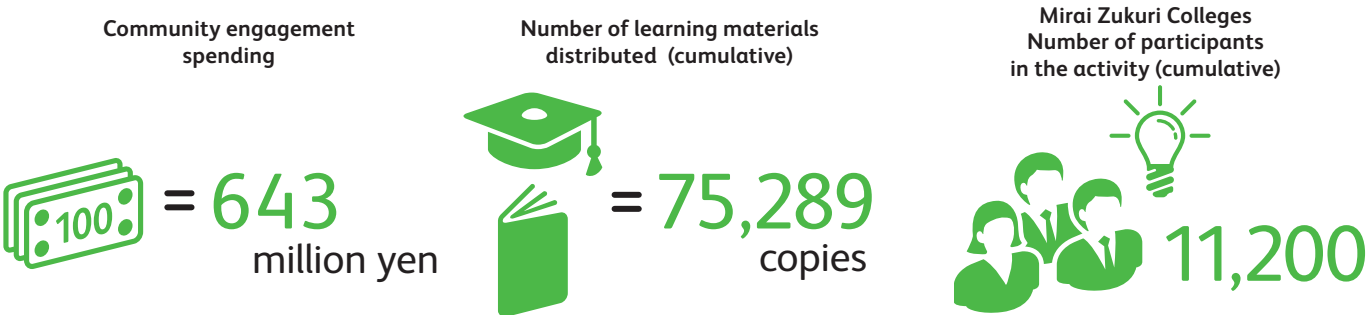 Community engagement
spending
100
= 643
million yen
Number of learning materials
distributed (cumulative)
= 75,289
copies
Mirai Zukuri Colleges
Number of participants
in the activity (cumulative)
11,200